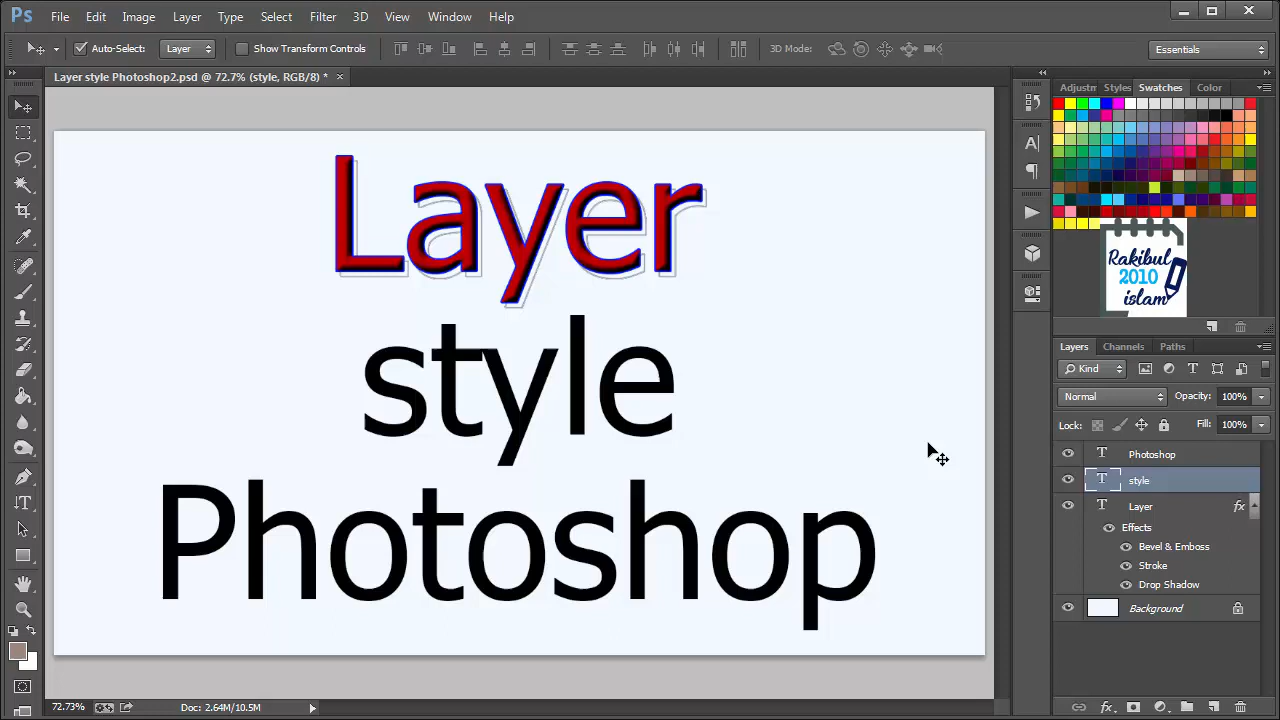 Ps File Edit Image Layer Type Select Filter 3D View Window Help
Auto-Select: Layer Show Transform Controls 3D Mode: Essentials
Layer style Photoshop2.psd @ 72.7% (style, RGB/8) * ×
Adjustm Styles Swatches Color
Layer
style
Photoshop
Rakibul
2010
islam
Layers Channels Paths
Kind
Normal Opacity: 100%
Lock: Fill: 100%
Photoshop
style
Layer fx
Effects
Bevel & Emboss
Stroke
Drop Shadow
Background
72.73% Doc: 2.64M/10.5M